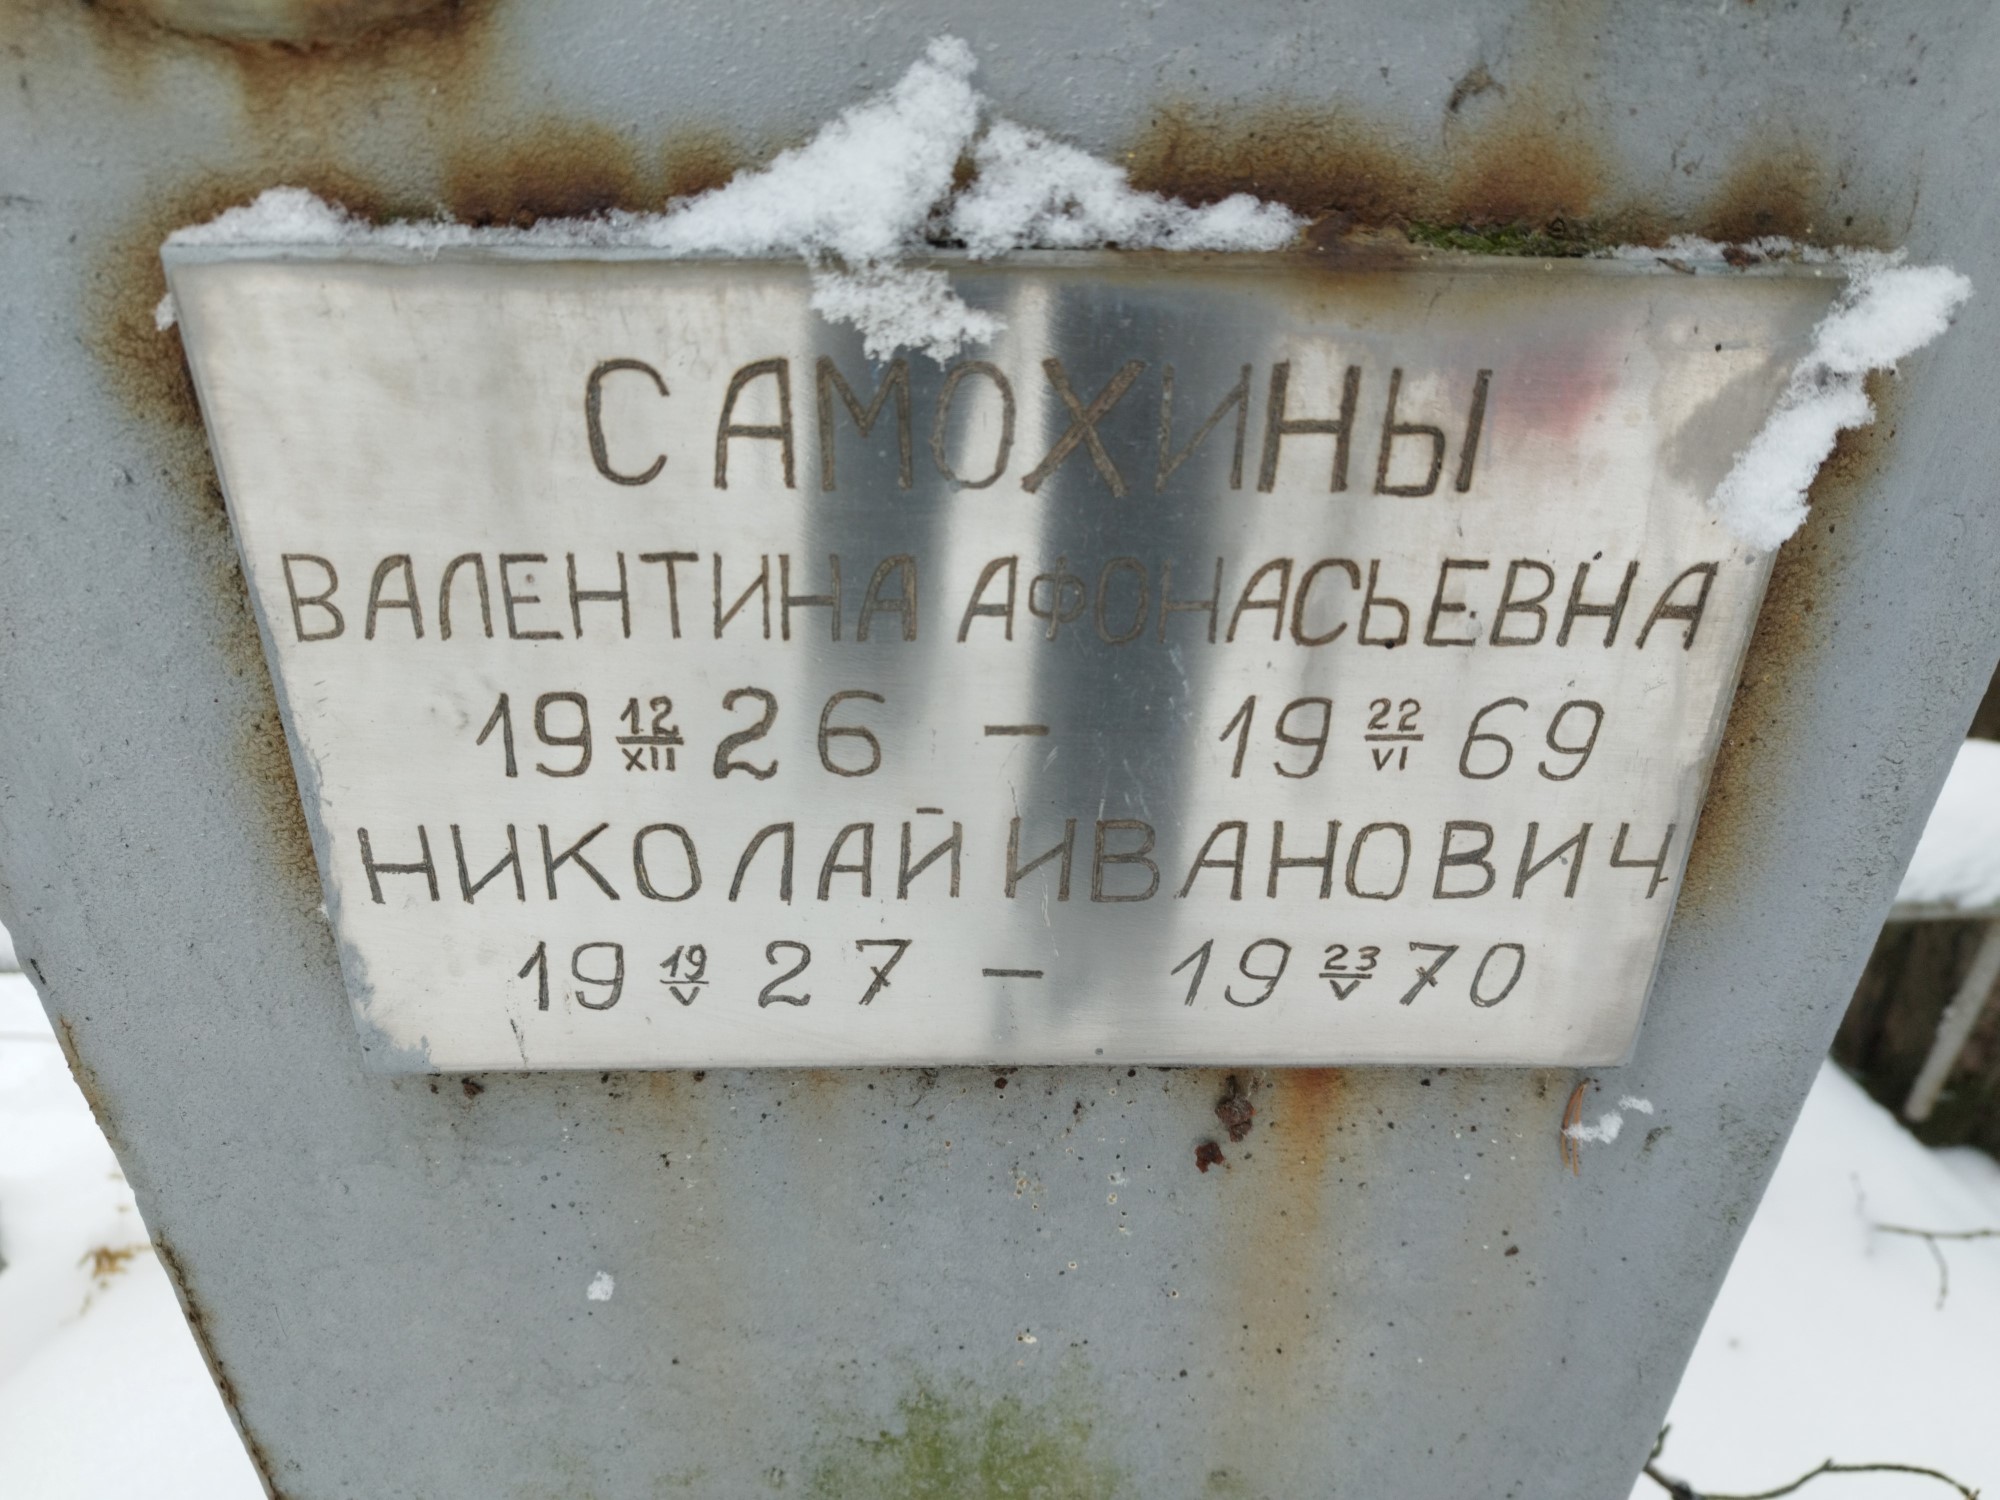 САМОХИНЫ
ВАЛЕНТИНА АФОНАСЬЕВНА
19 12/XII 26 – 19 22/VI 69
НИКОЛАЙ ИВАНОВИЧ
19 19/V 27 – 19 23/V 70